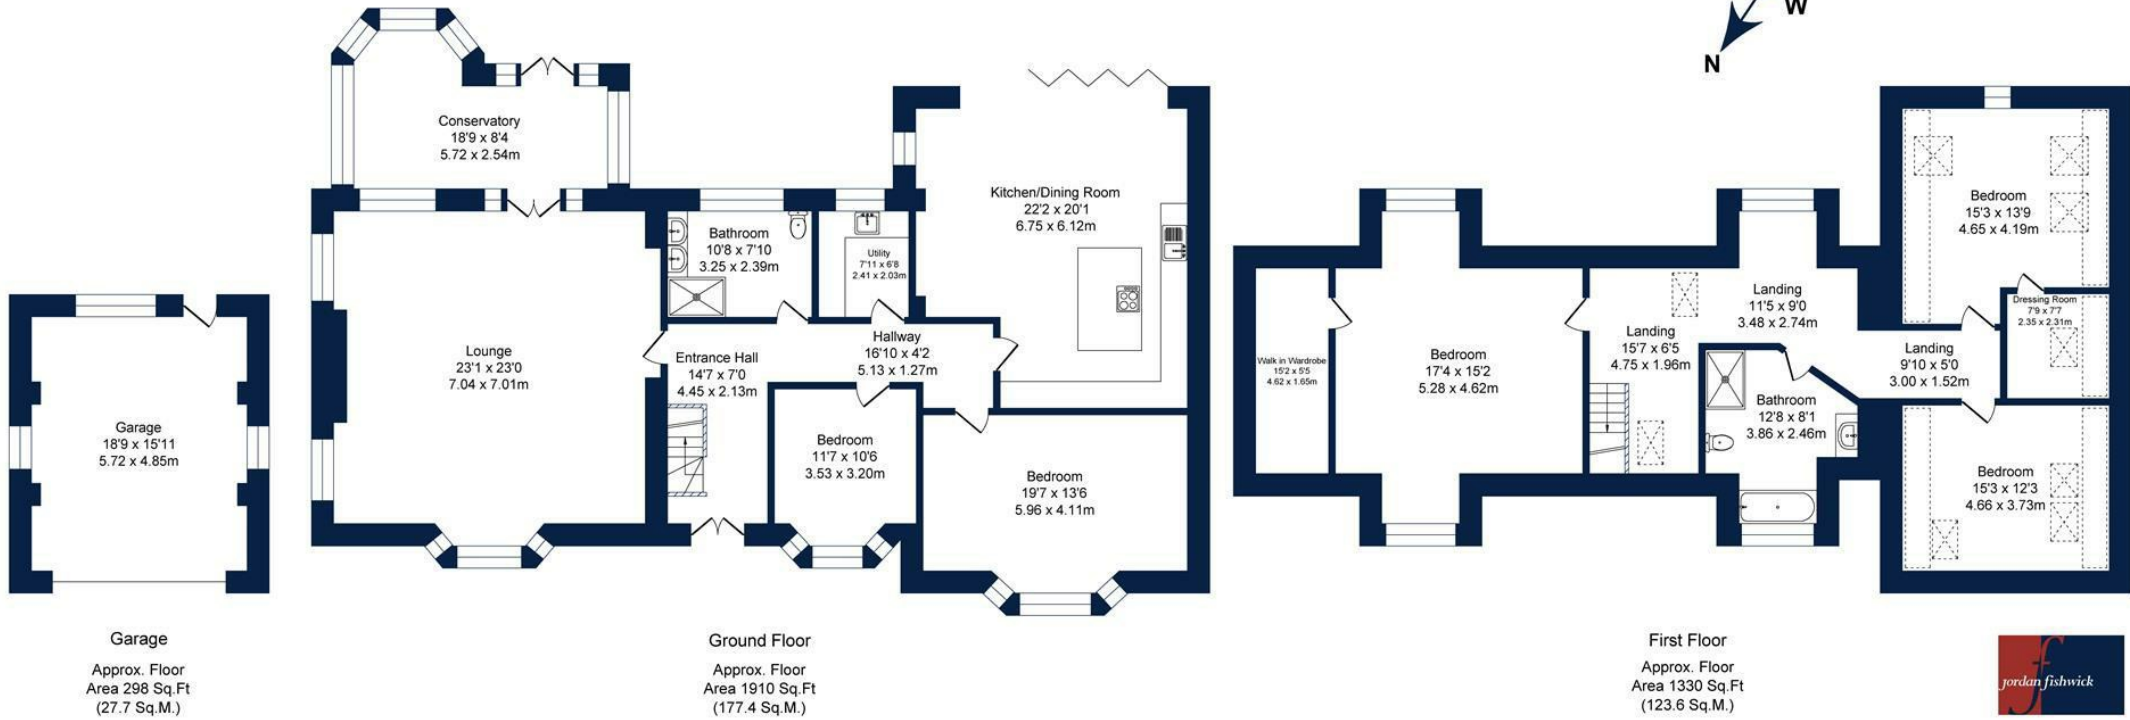 W
N
Conservatory
18'9 x 8'4
5.72 x 2.54m
Kitchen/Dining Room
22'2 x 20'1
6.75 x 6.12m
Bathroom
10'8 x 7'10
3.25 x 2.39m
Utility
7'11 x 6'8
2.41 x 2.03m
Lounge
23'1 x 23'0
7.04 x 7.01m
Entrance Hall
14'7 x 7'0
4.45 x 2.13m
Hallway
16'10 x 4'2
5.13 x 1.27m
Garage
18'9 x 15'11
5.72 x 4.85m
Bedroom
11'7 x 10'6
3.53 x 3.20m
Bedroom
19'7 x 13'6
5.96 x 4.11m
Bedroom
15'3 x 13'9
4.65 x 4.19m
Dressing Room
7'9 x 7'7
2.35 x 2.31m
Landing
11'5 x 9'0
3.48 x 2.74m
Landing
15'7 x 6'5
4.75 x 1.96m
Landing
9'10 x 5'0
3.00 x 1.52m
Walk in Wardrobe
15'2 x 5'5
4.62 x 1.65m
Bedroom
17'4 x 15'2
5.28 x 4.62m
Bathroom
12'8 x 8'1
3.86 x 2.46m
Bedroom
15'3 x 12'3
4.66 x 3.73m
Garage
Approx. Floor
Area 298 Sq.Ft
(27.7 Sq.M.)
Ground Floor
Approx. Floor
Area 1910 Sq.Ft
(177.4 Sq.M.)
First Floor
Approx. Floor
Area 1330 Sq.Ft
(123.6 Sq.M.)
f
jordan fishwick